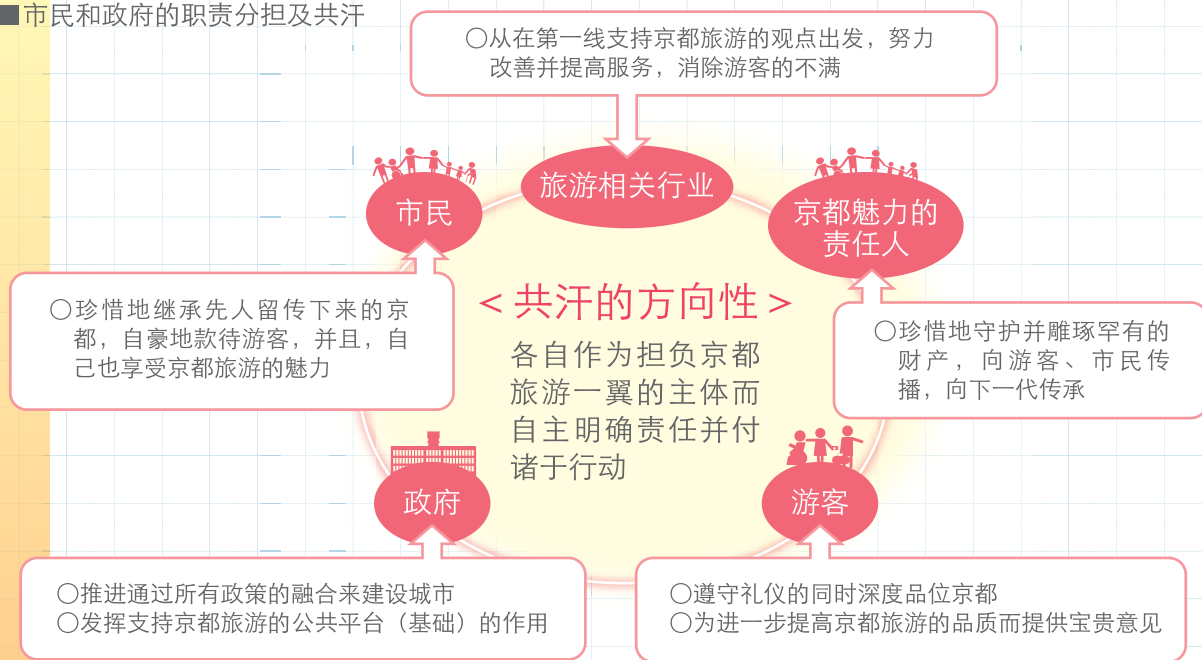 ■市民和政府的职责分担及共汗
○从在第一线支持京都旅游的观点出发，努力
改善并提高服务，消除游客的不满
旅游相关行业
市民
京都魅力的
责任人
○珍惜地继承先人留传下来的京
都，自豪地款待游客，并且，自
己也享受京都旅游的魅力
＜共汗的方向性＞
各自作为担负京都
旅游一翼的主体而
自主明确责任并付
诸于行动
○珍惜地守护并雕琢罕有的
财产，向游客、市民传
播，向下一代传承
政府
游客
○推进通过所有政策的融合来建设城市
○发挥支持京都旅游的公共平台（基础）的作用
○遵守礼仪的同时深度品位京都
○为进一步提高京都旅游的品质而提供宝贵意见